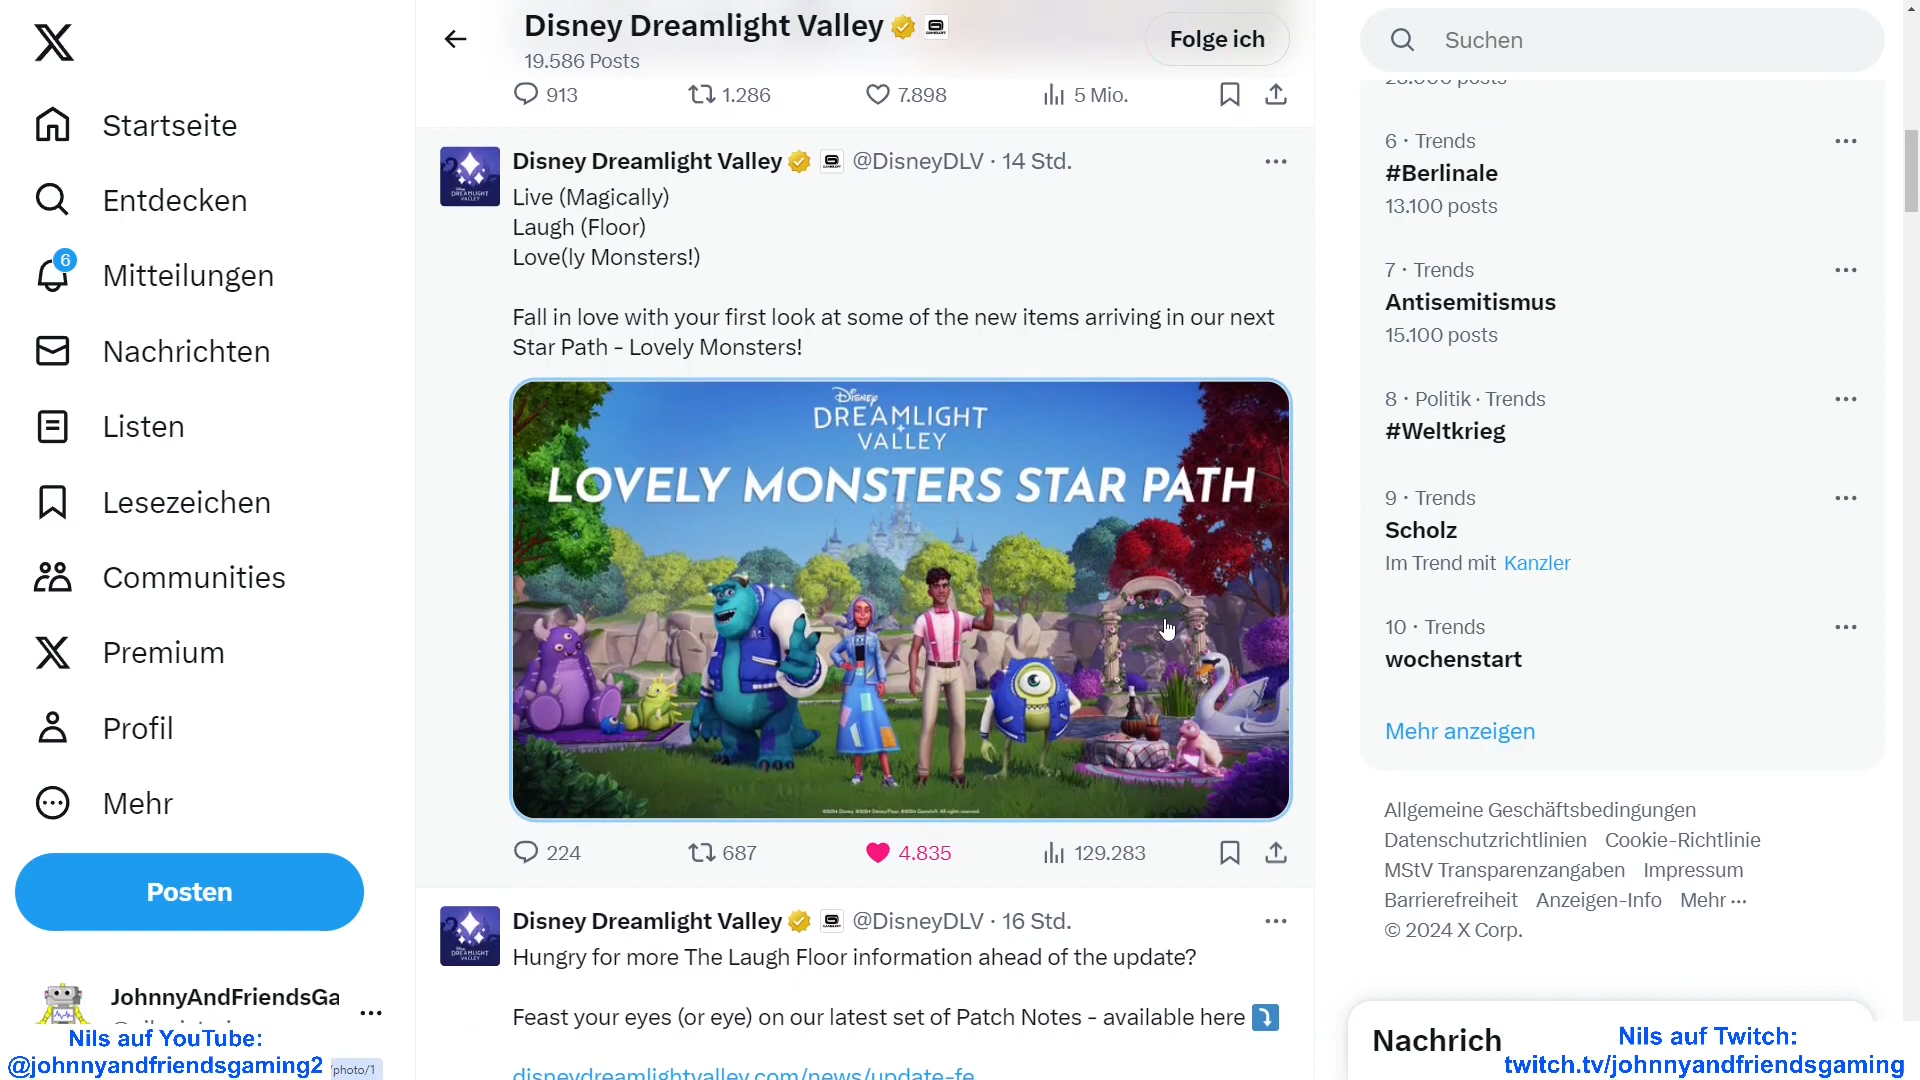 Startseite
Entdecken
6
Mitteilungen
Nachrichten
Listen
Lesezeichen
Communities
Premium
Profil
Mehr
Posten
JohnnyAndFriendsGa
Nils auf YouTube:
@johnnyandfriendsgaming2
/photo/1
Disney Dreamlight Valley
19.586 Posts
Folge ich
913 1.286 7.898 5 Mio.
Disney Dreamlight Valley @DisneyDLV · 14 Std.
Live (Magically)
Laugh (Floor)
Love(ly Monsters!)
Fall in love with your first look at some of the new items arriving in our next
Star Path - Lovely Monsters!
Disney
DREAMLIGHT
VALLEY
LOVELY MONSTERS STAR PATH
224 687 4.835 129.283
Disney Dreamlight Valley @DisneyDLV · 16 Std.
Hungry for more The Laugh Floor information ahead of the update?
Feast your eyes (or eye) on our latest set of Patch Notes - available here
disneydreamlightvalley.com/news/update-fe
Suchen
6 · Trends
#Berlinale
13.100 posts
7 · Trends
Antisemitismus
15.100 posts
8 · Politik · Trends
#Weltkrieg
9 · Trends
Scholz
Im Trend mit Kanzler
10 · Trends
wochenstart
Mehr anzeigen
Allgemeine Geschäftsbedingungen
Datenschutzrichtlinien Cookie-Richtlinie
MStV Transparenzangaben Impressum
Barrierefreiheit Anzeigen-Info Mehr ···
© 2024 X Corp.
Nachrich
Nils auf Twitch:
twitch.tv/johnnyandfriendsgaming